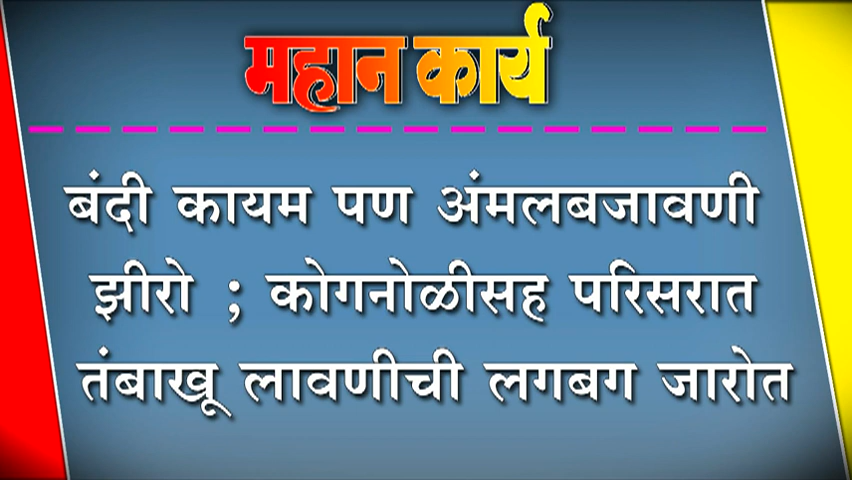 महान कार्य
बंदी कायम पण अंमलबजावणी
झीरो ; कोगनोळीसह परिसरात
तंबाखू लावणीची लगबग जारोत